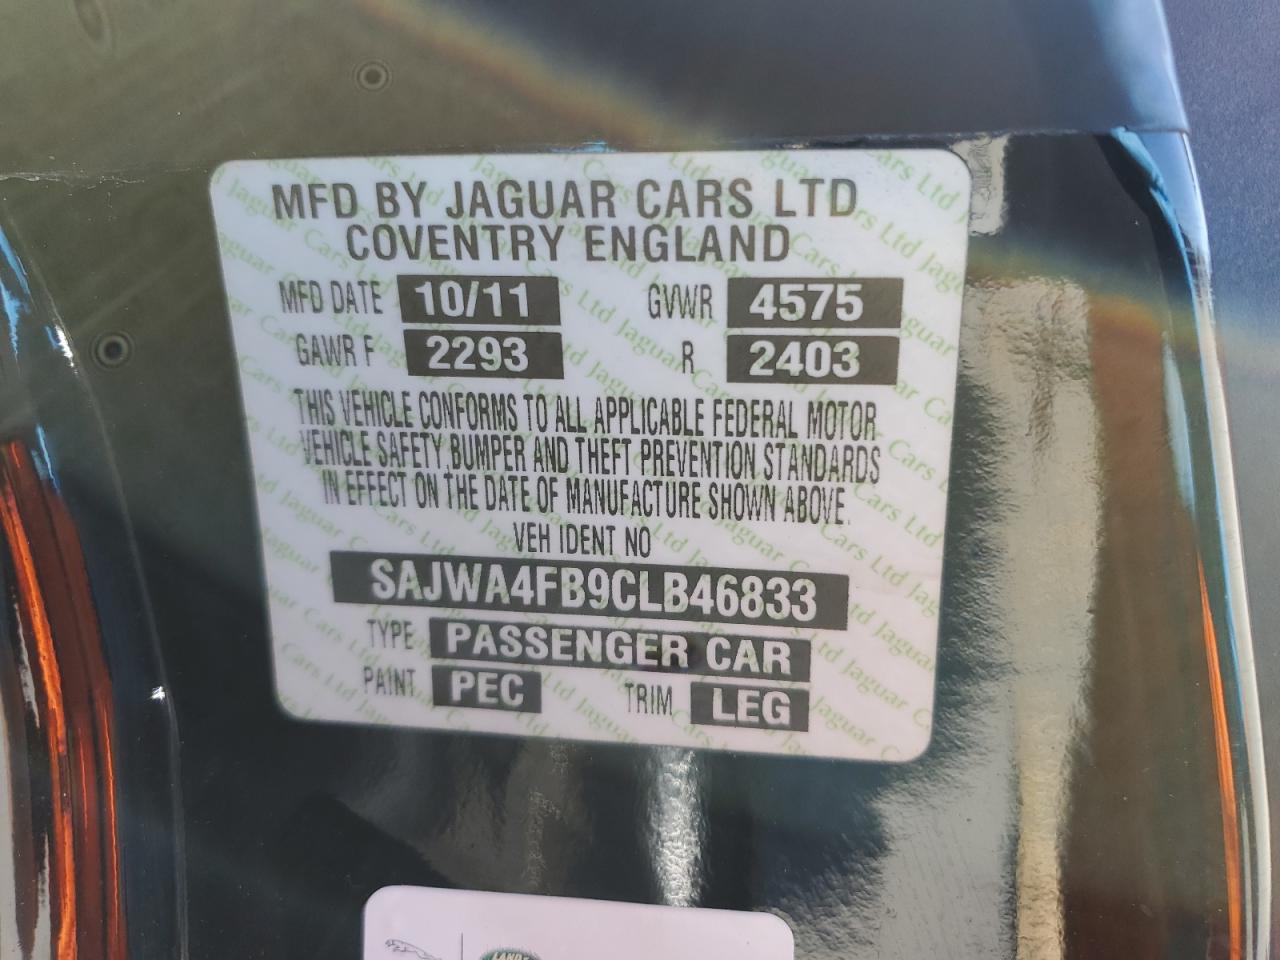 MFD BY JAGUAR CARS LTD
COVENTRY ENGLAND
MFD DATE 10/11 GVWR 4575
GAWR F 2293 R 2403
THIS VEHICLE CONFORMS TO ALL APPLICABLE FEDERAL MOTOR
VEHICLE SAFETY, BUMPER AND THEFT PREVENTION STANDARDS
IN EFFECT ON THE DATE OF MANUFACTURE SHOWN ABOVE.
VEH IDENT NO
SAJWA4FB9CLB46833
TYPE PASSENGER CAR
PAINT PEC TRIM LEG
LAND